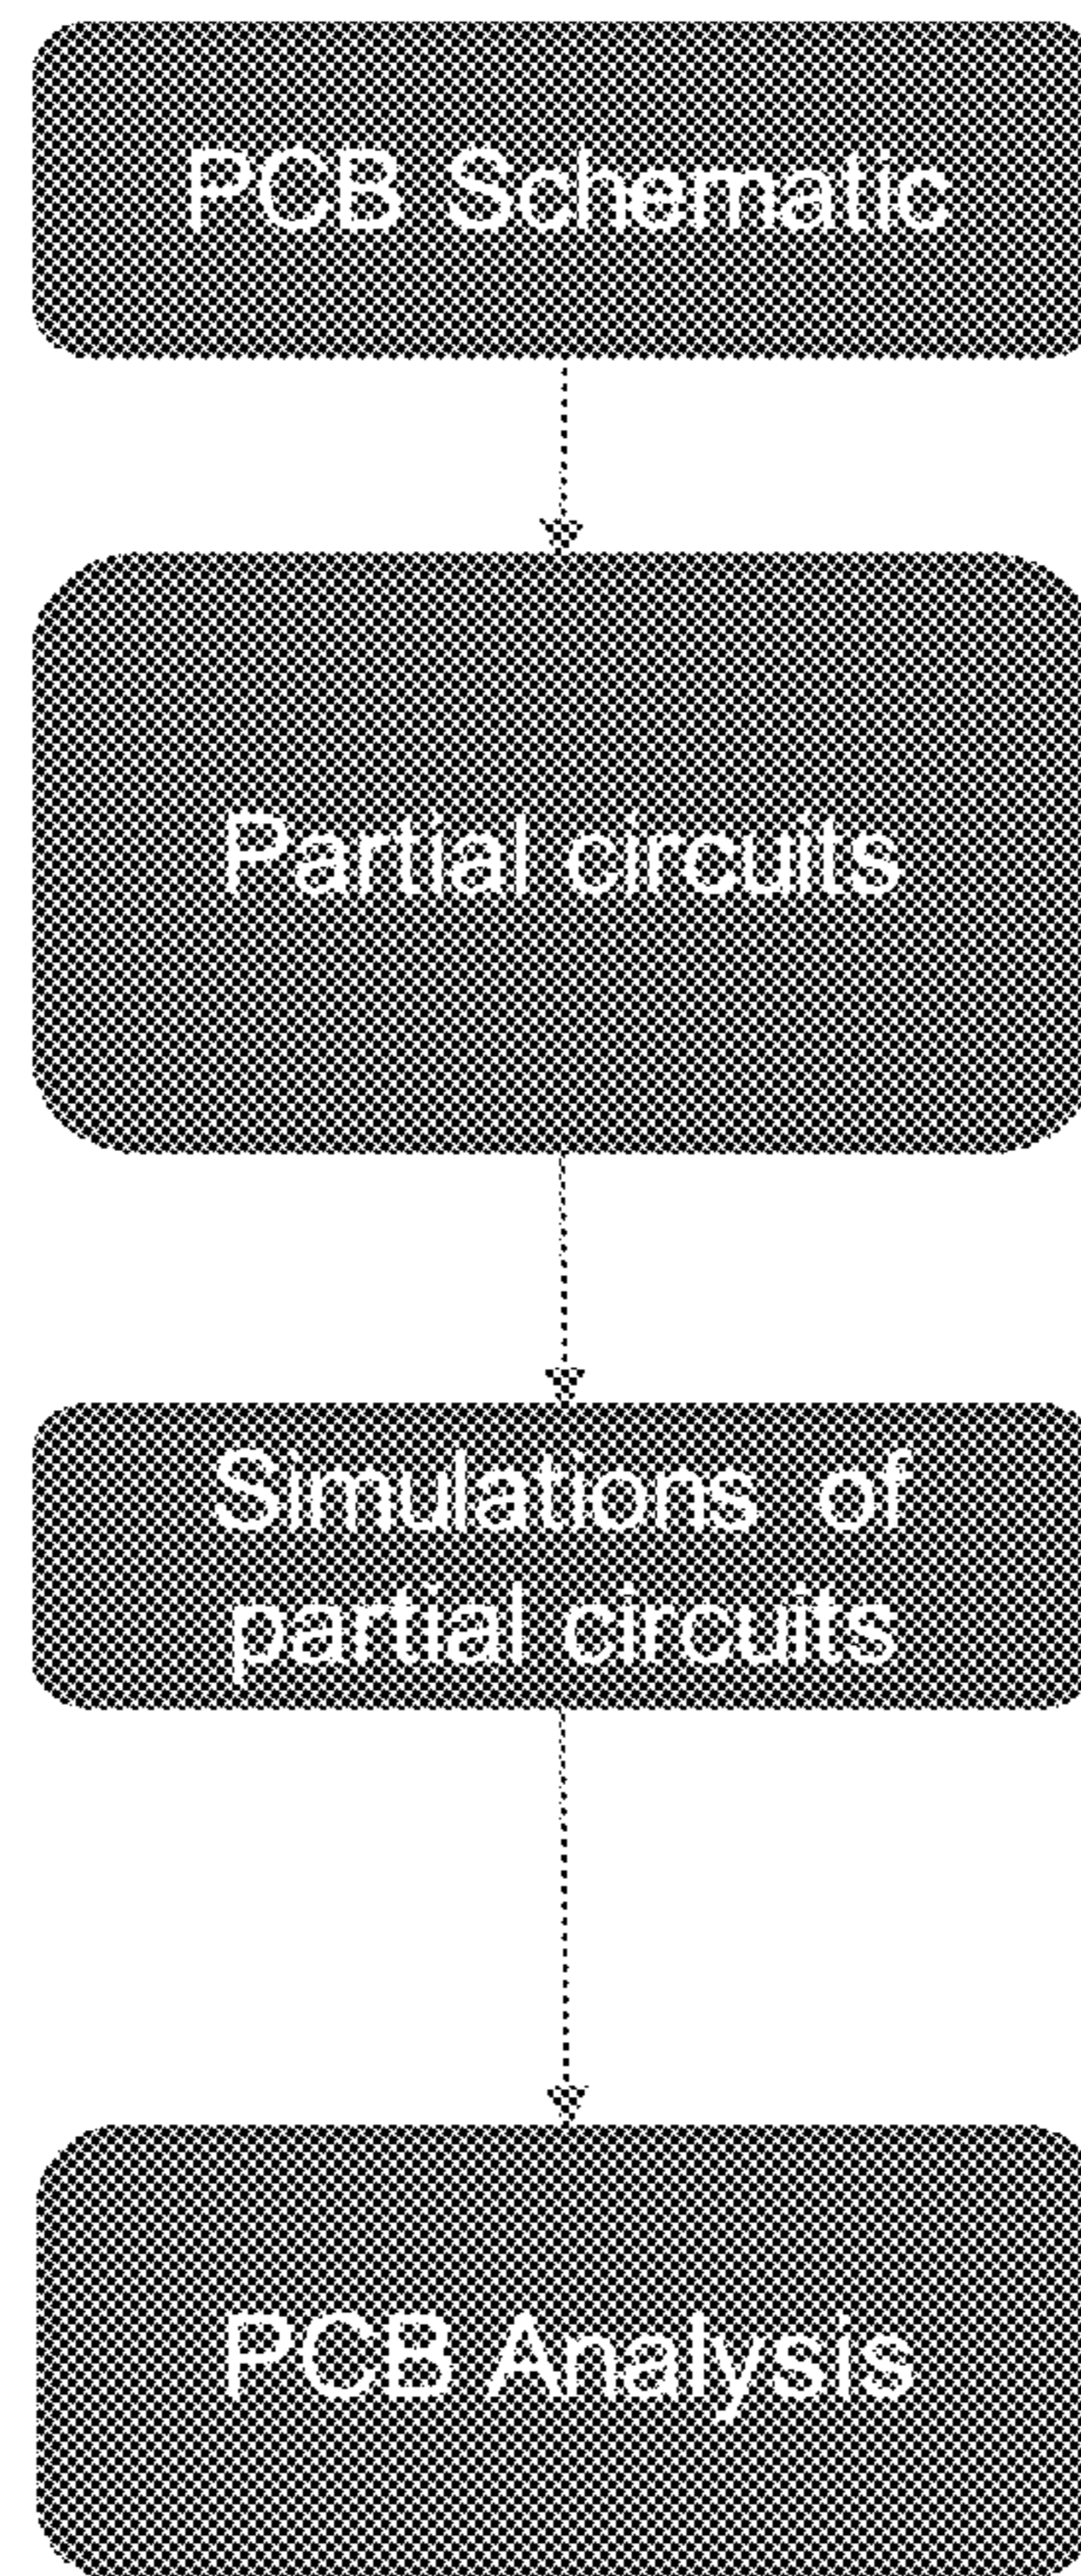 PCB Schematic
Partial circuits
Simulations of
partial circuits
PCB Analysis